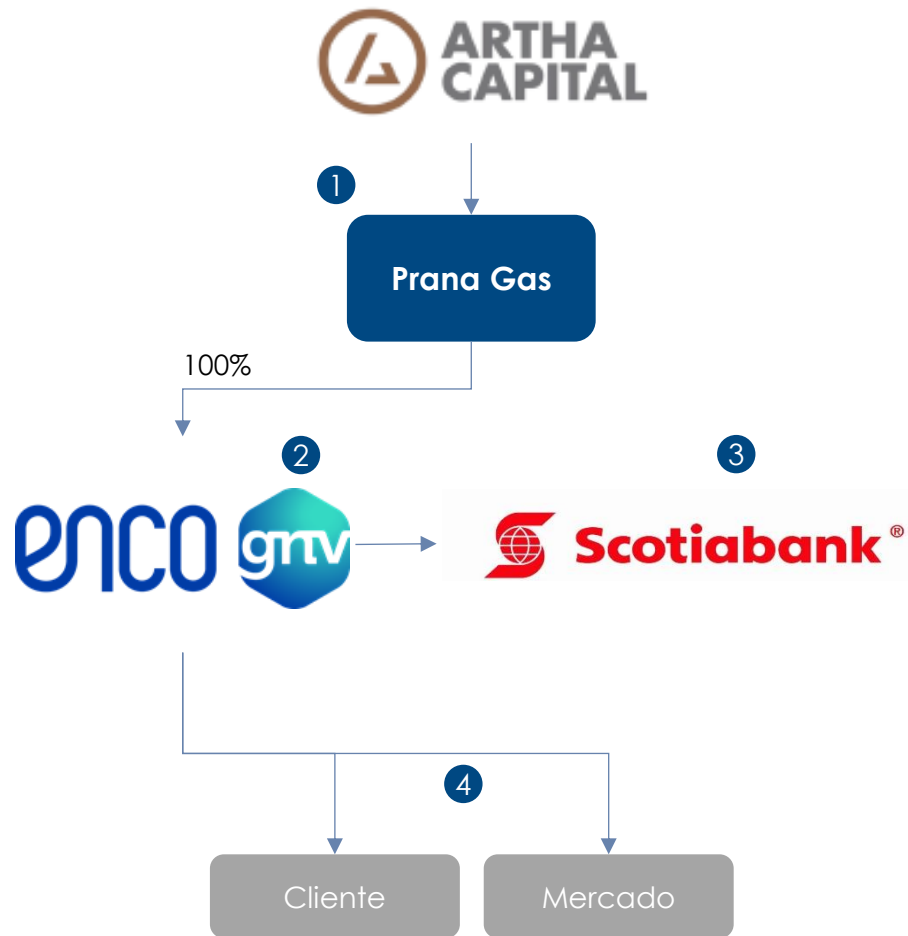 ARTHA
CAPITAL
1
Prana Gas
100%
2
3
enco
gnv
Scotiabank®
4
Cliente
Mercado